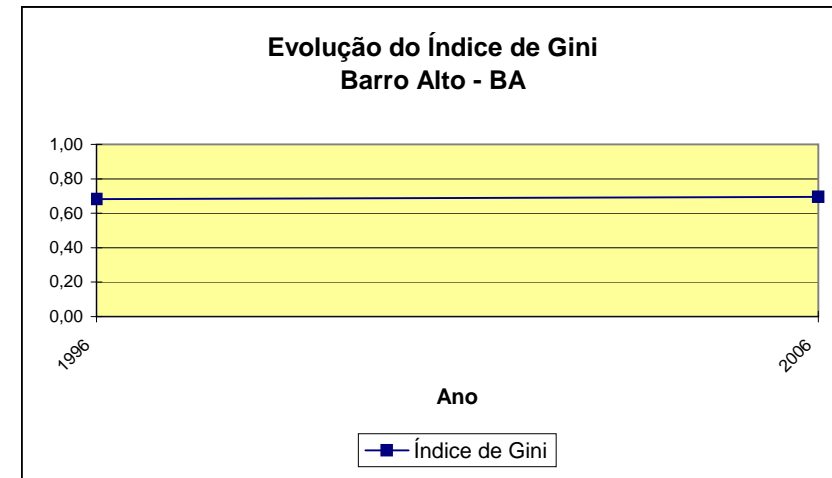 Evolução do Índice de Gini
Barro Alto - BA
1,00
0,80
0,60
0,40
0,20
0,00
1996
2006
Ano
Índice de Gini